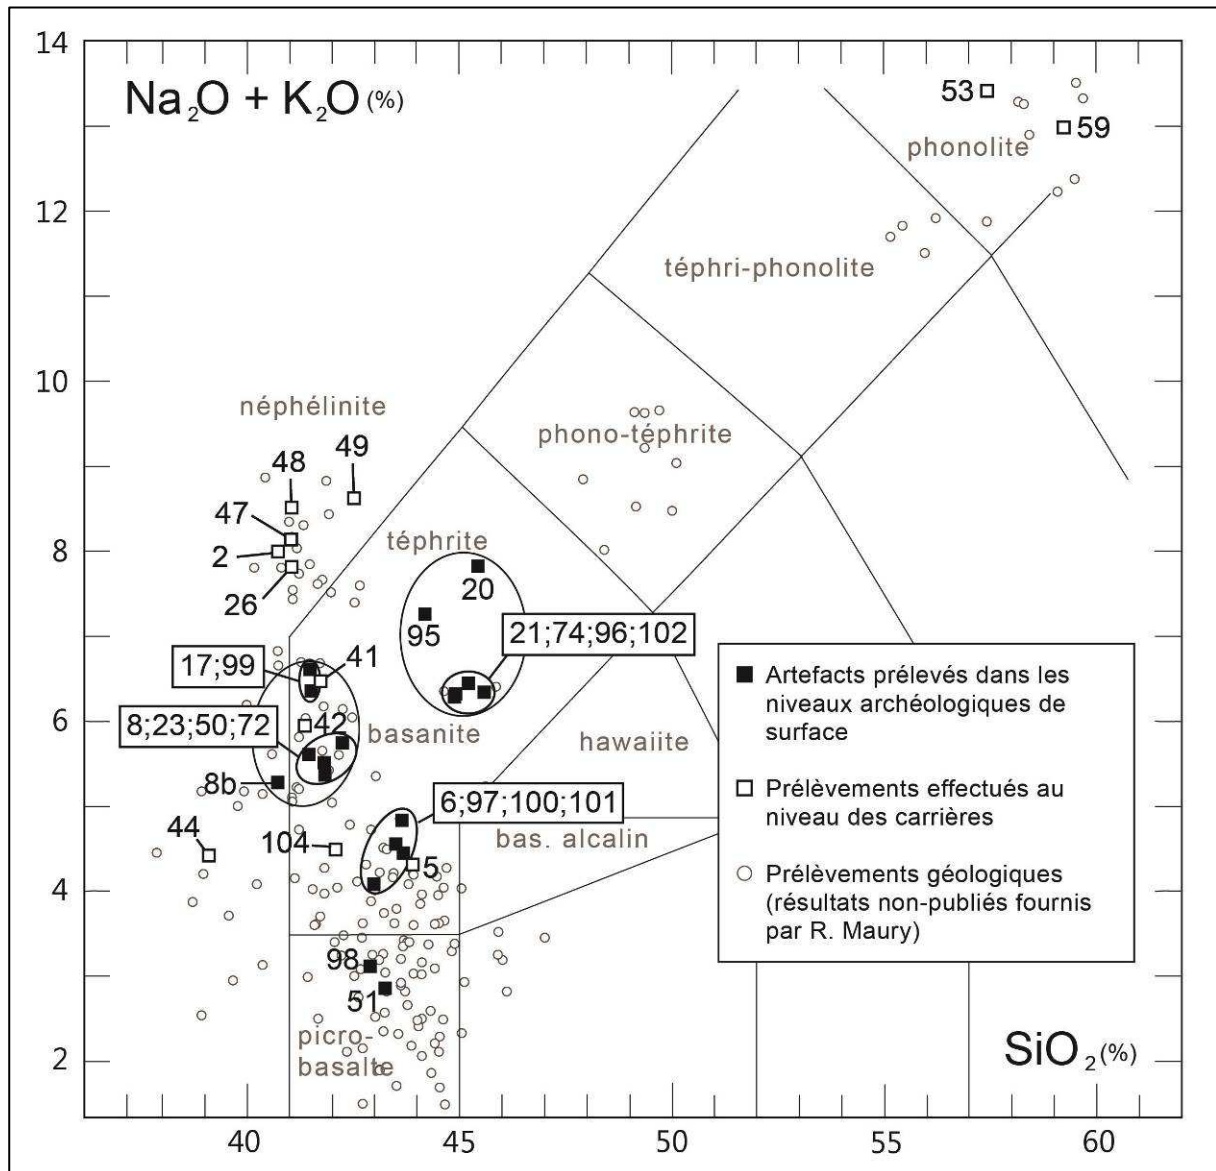 14
12
10
8
6
4
2
Na₂O + K₂O (%)
53
59
phonolite
téphri-phonolite
néphélinite
phono-téphrite
48
49
47
2
26
téphrite
20
95
21;74;96;102
17;99
41
8;23;50;72
42
basanite
hawaiite
8b
6;97;100;101
44
104
5
bas. alcalin
98
51
picro-
basalte
■ Artefacts prélevés dans les
niveaux archéologiques de
surface
Prélèvements effectués au
niveau des carrières
Prélèvements géologiques
(résultats non-publiés fournis
par R. Maury)
SiO₂ (%)
40
45
50
55
60